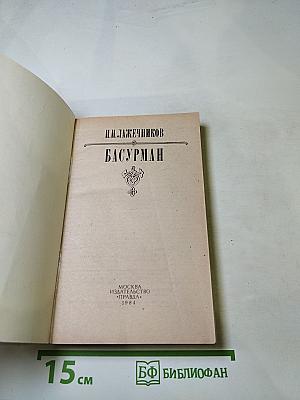 И.И.ЛАЖЕЧНИКОВ
БАСУРМАН
МОСКВА
ИЗДАТЕЛЬСТВО
«ПРАВДА»
1984
15 см
БФ БИБЛИОФАН